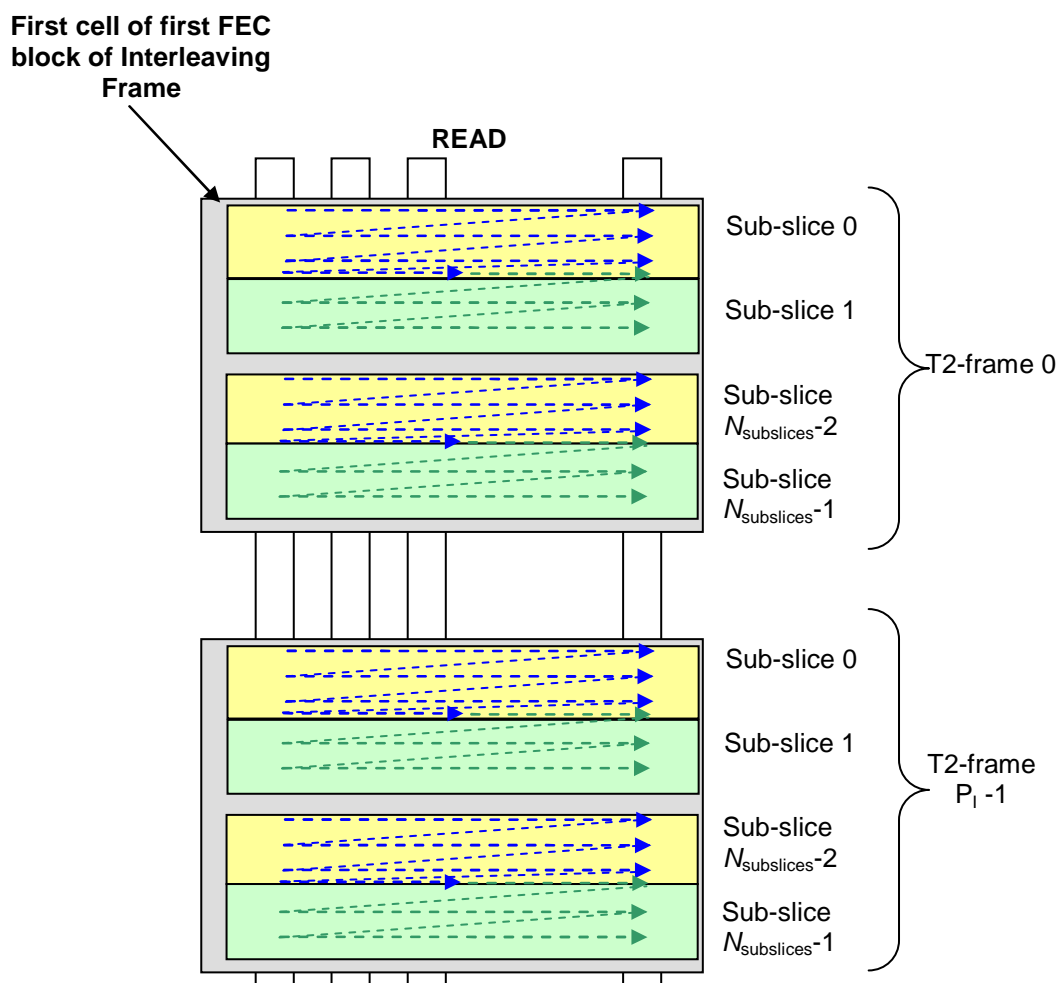 First cell of first FEC
block of Interleaving
Frame
READ
Sub-slice 0
Sub-slice 1
T2-frame 0
Sub-slice
Nsubslices-2
Sub-slice
Nsubslices-1
Sub-slice 0
Sub-slice 1
T2-frame
PI -1
Sub-slice
Nsubslices-2
Sub-slice
Nsubslices-1